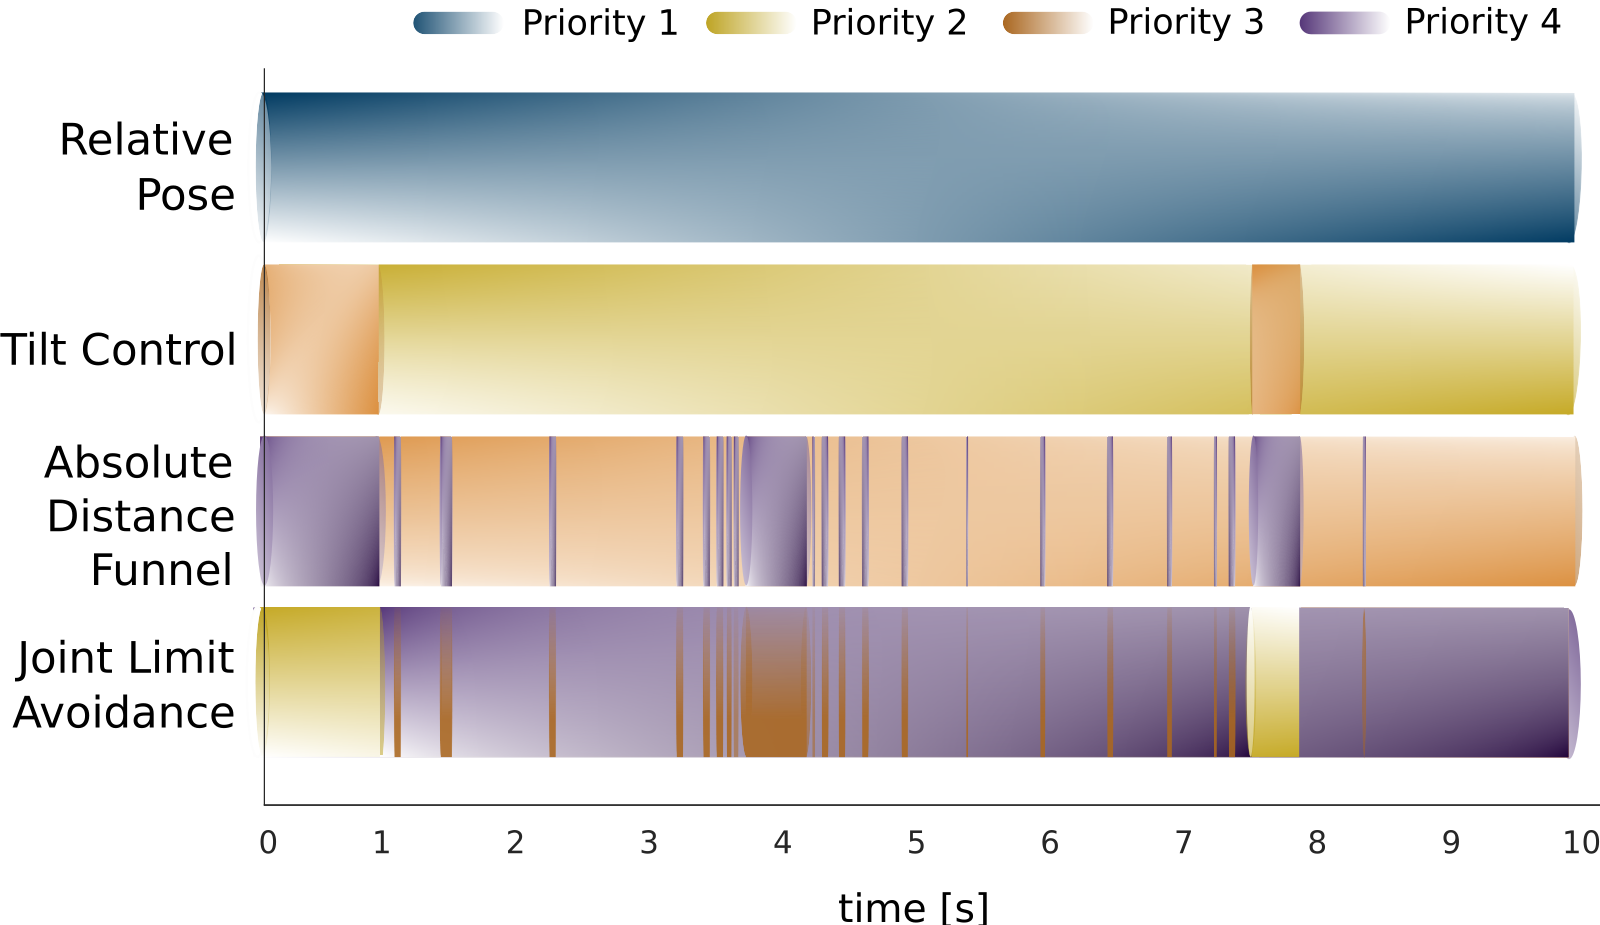 Priority 1 Priority 2 Priority 3 Priority 4
Relative
Pose
Tilt Control
Absolute
Distance
Funnel
Joint Limit
Avoidance
0 1 2 3 4 5 6 7 8 9 10
time [s]